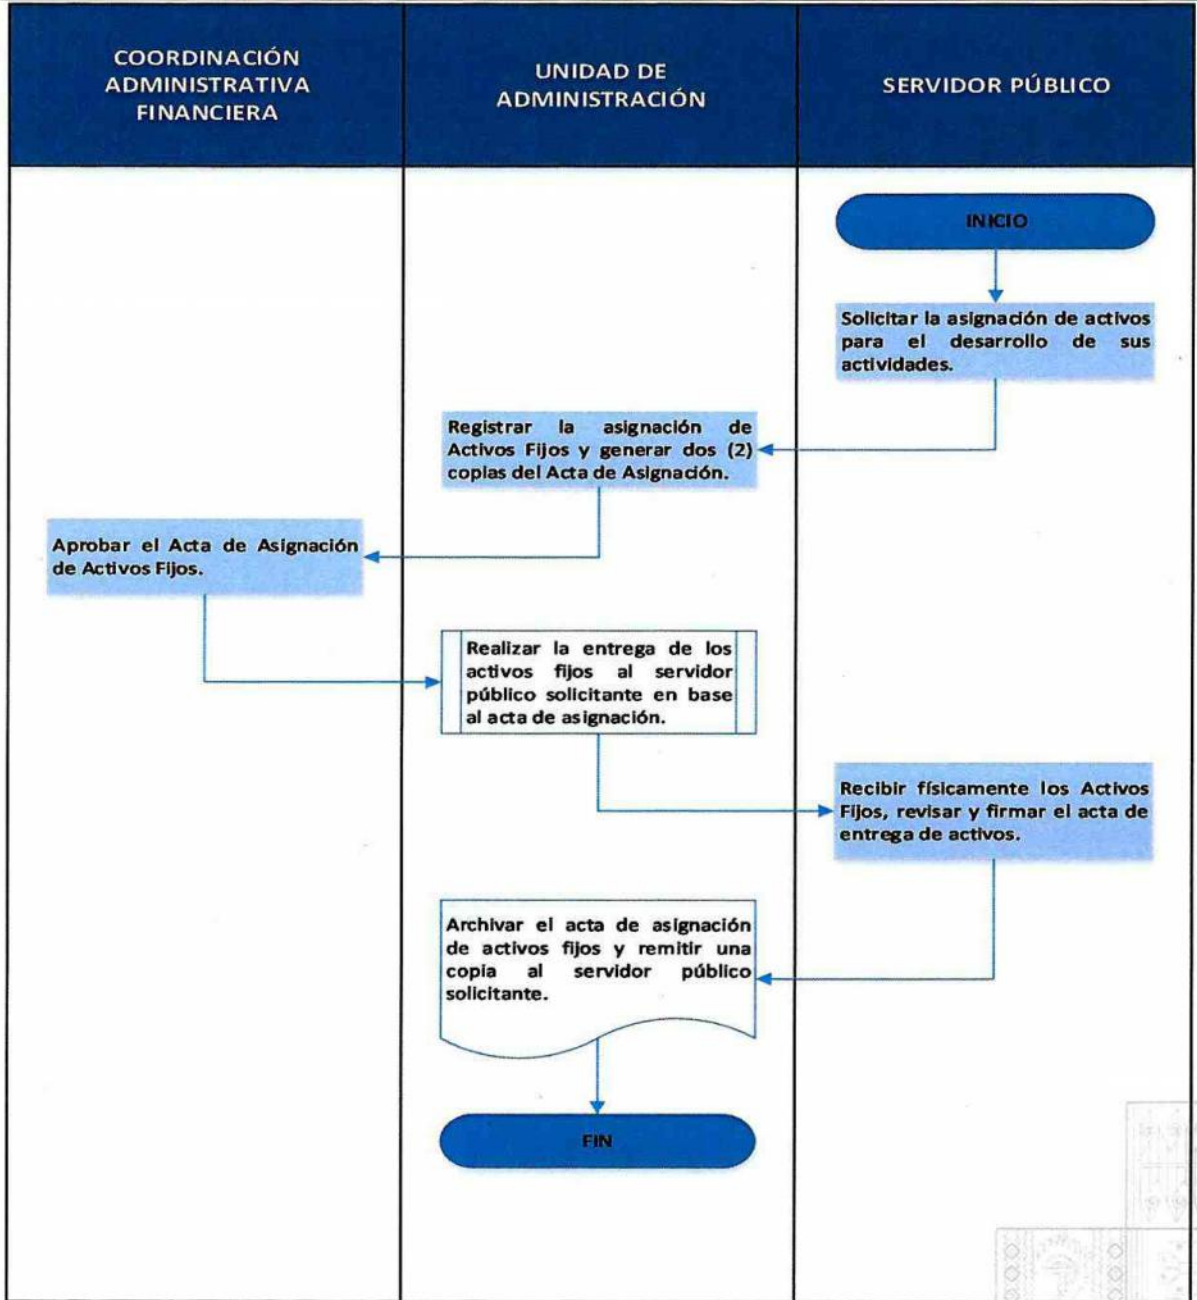 COORDINACIÓN
ADMINISTRATIVA
FINANCIERA
UNIDAD DE
ADMINISTRACIÓN
SERVIDOR PÚBLICO
INICIO
Solicitar la asignación de activos
para el desarrollo de sus
actividades.
Registrar la asignación de
Activos Fijos y generar dos (2)
copias del Acta de Asignación.
Aprobar el Acta de Asignación
de Activos Fijos.
Realizar la entrega de los
activos fijos al servidor
público solicitante en base
al acta de asignación.
Recibir físicamente los Activos
Fijos, revisar y firmar el acta de
entrega de activos.
Archivar el acta de asignación
de activos fijos y remitir una
copia al servidor público
solicitante.
FIN